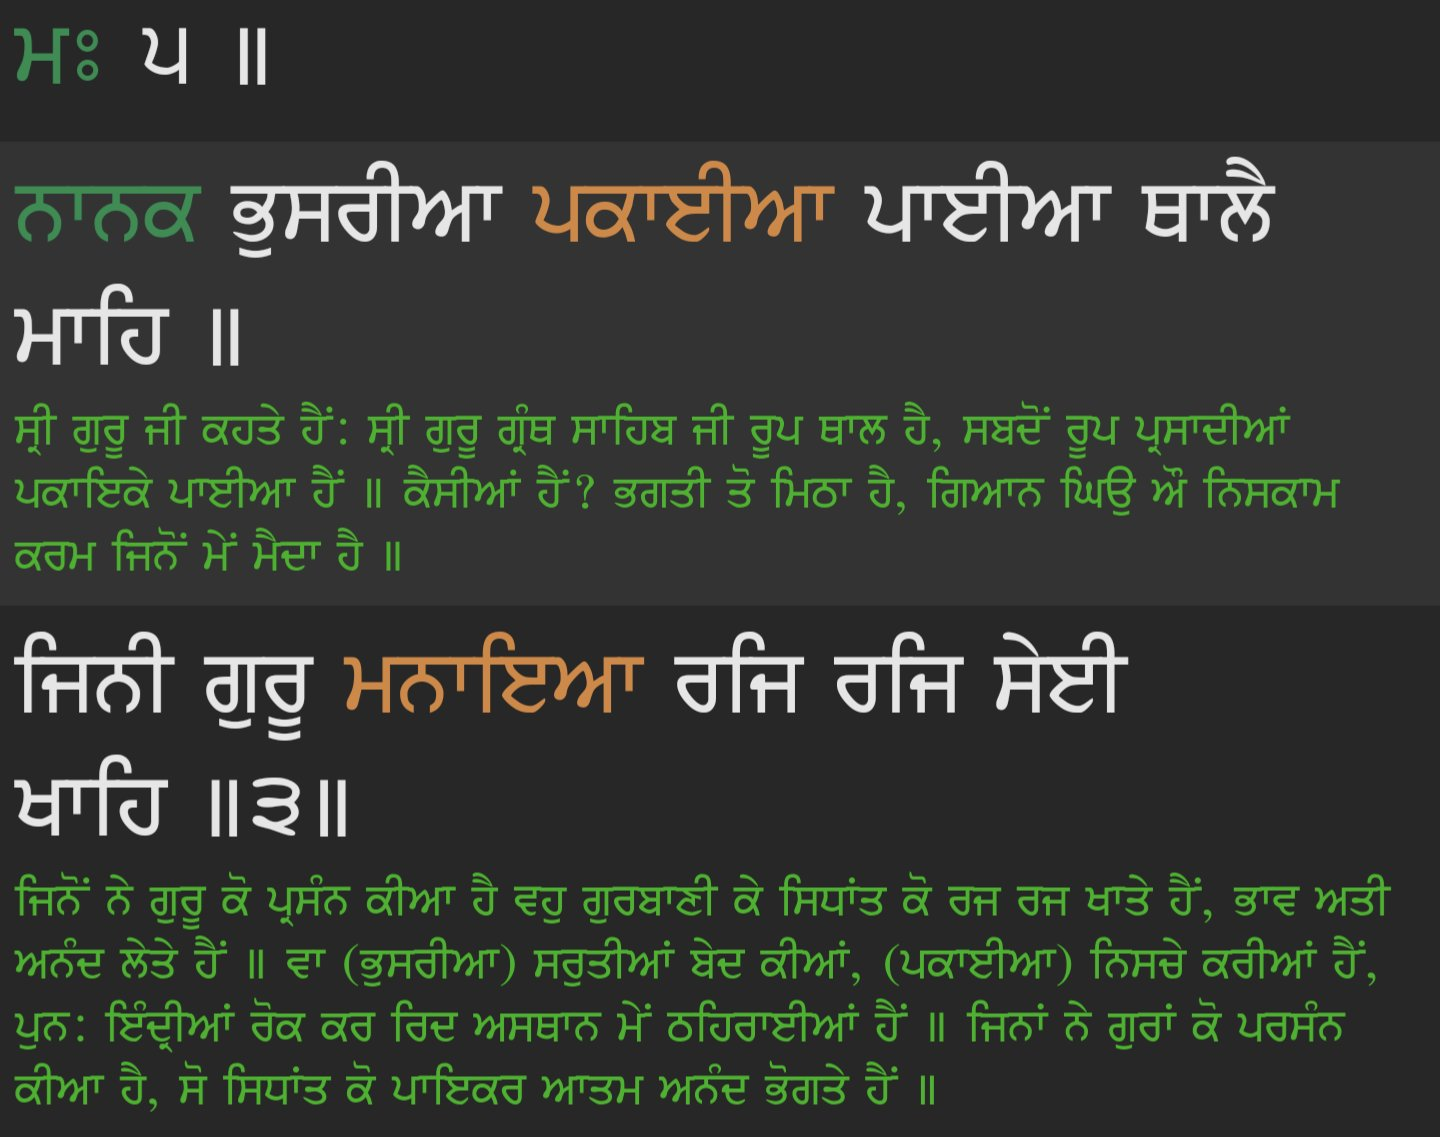 ਮਃ ੫ ॥
ਨਾਨਕ ਭੁਸਰੀਆ ਪਕਾਈਆ ਪਾਈਆ ਥਾਲੈ
ਮਾਹਿ ॥
ਸ੍ਰੀ ਗੁਰੂ ਜੀ ਕਹਤੇ ਹੈਂ: ਸ੍ਰੀ ਗੁਰੂ ਗ੍ਰੰਥ ਸਾਹਿਬ ਜੀ ਰੂਪ ਥਾਲ ਹੈ, ਸਬਦੋਂ ਰੂਪ ਪ੍ਰਸਾਦੀਆਂ
ਪਕਾਇਕੇ ਪਾਈਆ ਹੈਂ ॥ ਕੈਸੀਆਂ ਹੈਂ? ਭਗਤੀ ਤੋ ਮਿਠਾ ਹੈ, ਗਿਆਨ ਘਿਉ ਔ ਨਿਸਕਾਮ
ਕਰਮ ਜਿਨੋਂ ਮੇਂ ਮੈਦਾ ਹੈ ॥
ਜਿਨੀ ਗੁਰੂ ਮਨਾਇਆ ਰਜਿ ਰਜਿ ਸੇਈ
ਖਾਹਿ ॥੩॥
ਜਿਨੋਂ ਨੇ ਗੁਰੂ ਕੋ ਪ੍ਰਸੰਨ ਕੀਆ ਹੈ ਵਹੁ ਗੁਰਬਾਣੀ ਕੇ ਸਿਧਾਂਤ ਕੋ ਰਜ ਰਜ ਖਾਤੇ ਹੈਂ, ਭਾਵ ਅਤੀ
ਅਨੰਦ ਲੇਤੇ ਹੈਂ ॥ ਵਾ (ਭੁਸਰੀਆ) ਸਰੁਤੀਆਂ ਬੇਦ ਕੀਆਂ, (ਪਕਾਈਆ) ਨਿਸਚੇ ਕਰੀਆਂ ਹੈਂ,
ਪੁਨ: ਇੰਦ੍ਰੀਆਂ ਰੋਕ ਕਰ ਰਿਦ ਅਸਥਾਨ ਮੇਂ ਠਹਿਰਾਈਆਂ ਹੈਂ ॥ ਜਿਨਾਂ ਨੇ ਗੁਰਾਂ ਕੋ ਪਰਸੰਨ
ਕੀਆ ਹੈ, ਸੋ ਸਿਧਾਂਤ ਕੋ ਪਾਇਕਰ ਆਤਮ ਅਨੰਦ ਭੋਗਤੇ ਹੈਂ ॥